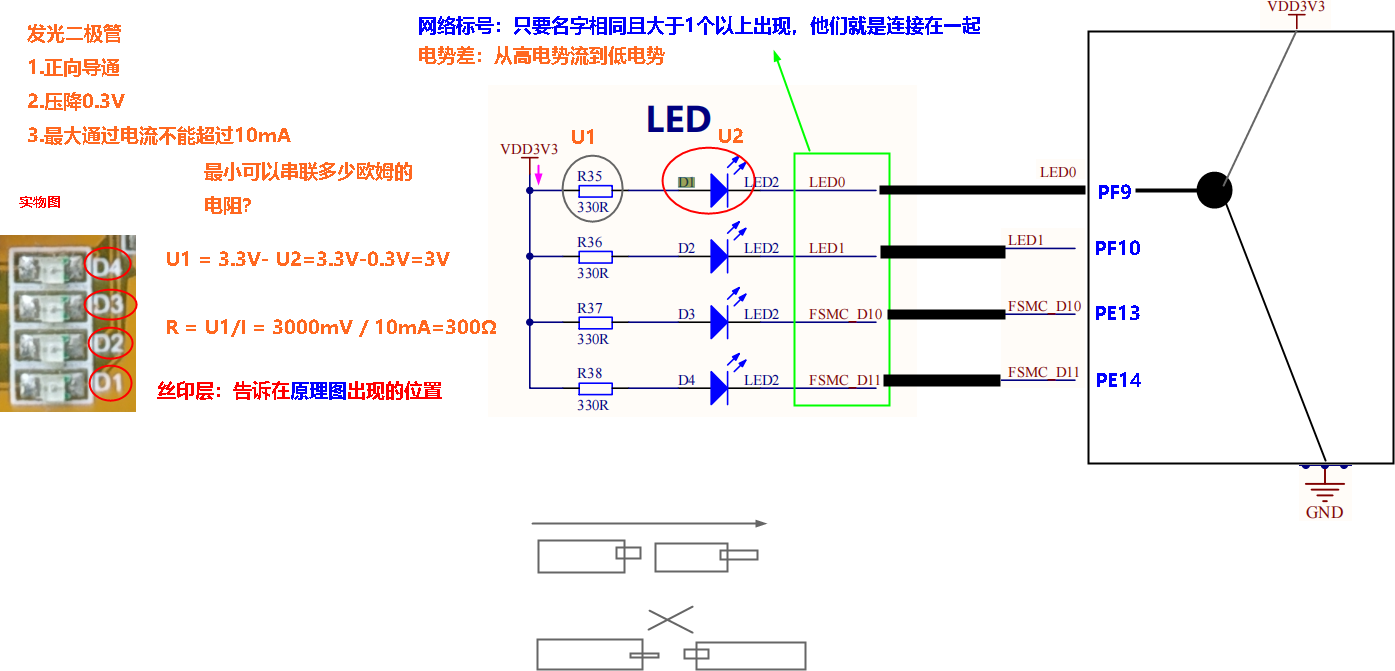 发光二极管
1.正向导通
2.压降0.3V
3.最大通过电流不能超过10mA
最小可以串联多少欧姆的
电阻?
实物图
D4
D3
D2
D1
U1 = 3.3V- U2=3.3V-0.3V=3V
R = U1/I = 3000mV / 10mA=300Ω
丝印层：告诉在原理图出现的位置
网络标号：只要名字相同且大于1个以上出现，他们就是连接在一起
电势差：从高电势流到低电势
LED
U1
U2
VDD3V3
R35
330R
D1
LED2
LED0
R36
330R
D2
LED2
LED1
R37
330R
D3
LED2
FSMC_D10
R38
330R
D4
LED2
FSMC_D11
LED0
LED1
FSMC_D10
FSMC_D11
VDD3V3
PF9
PF10
PE13
PE14
GND